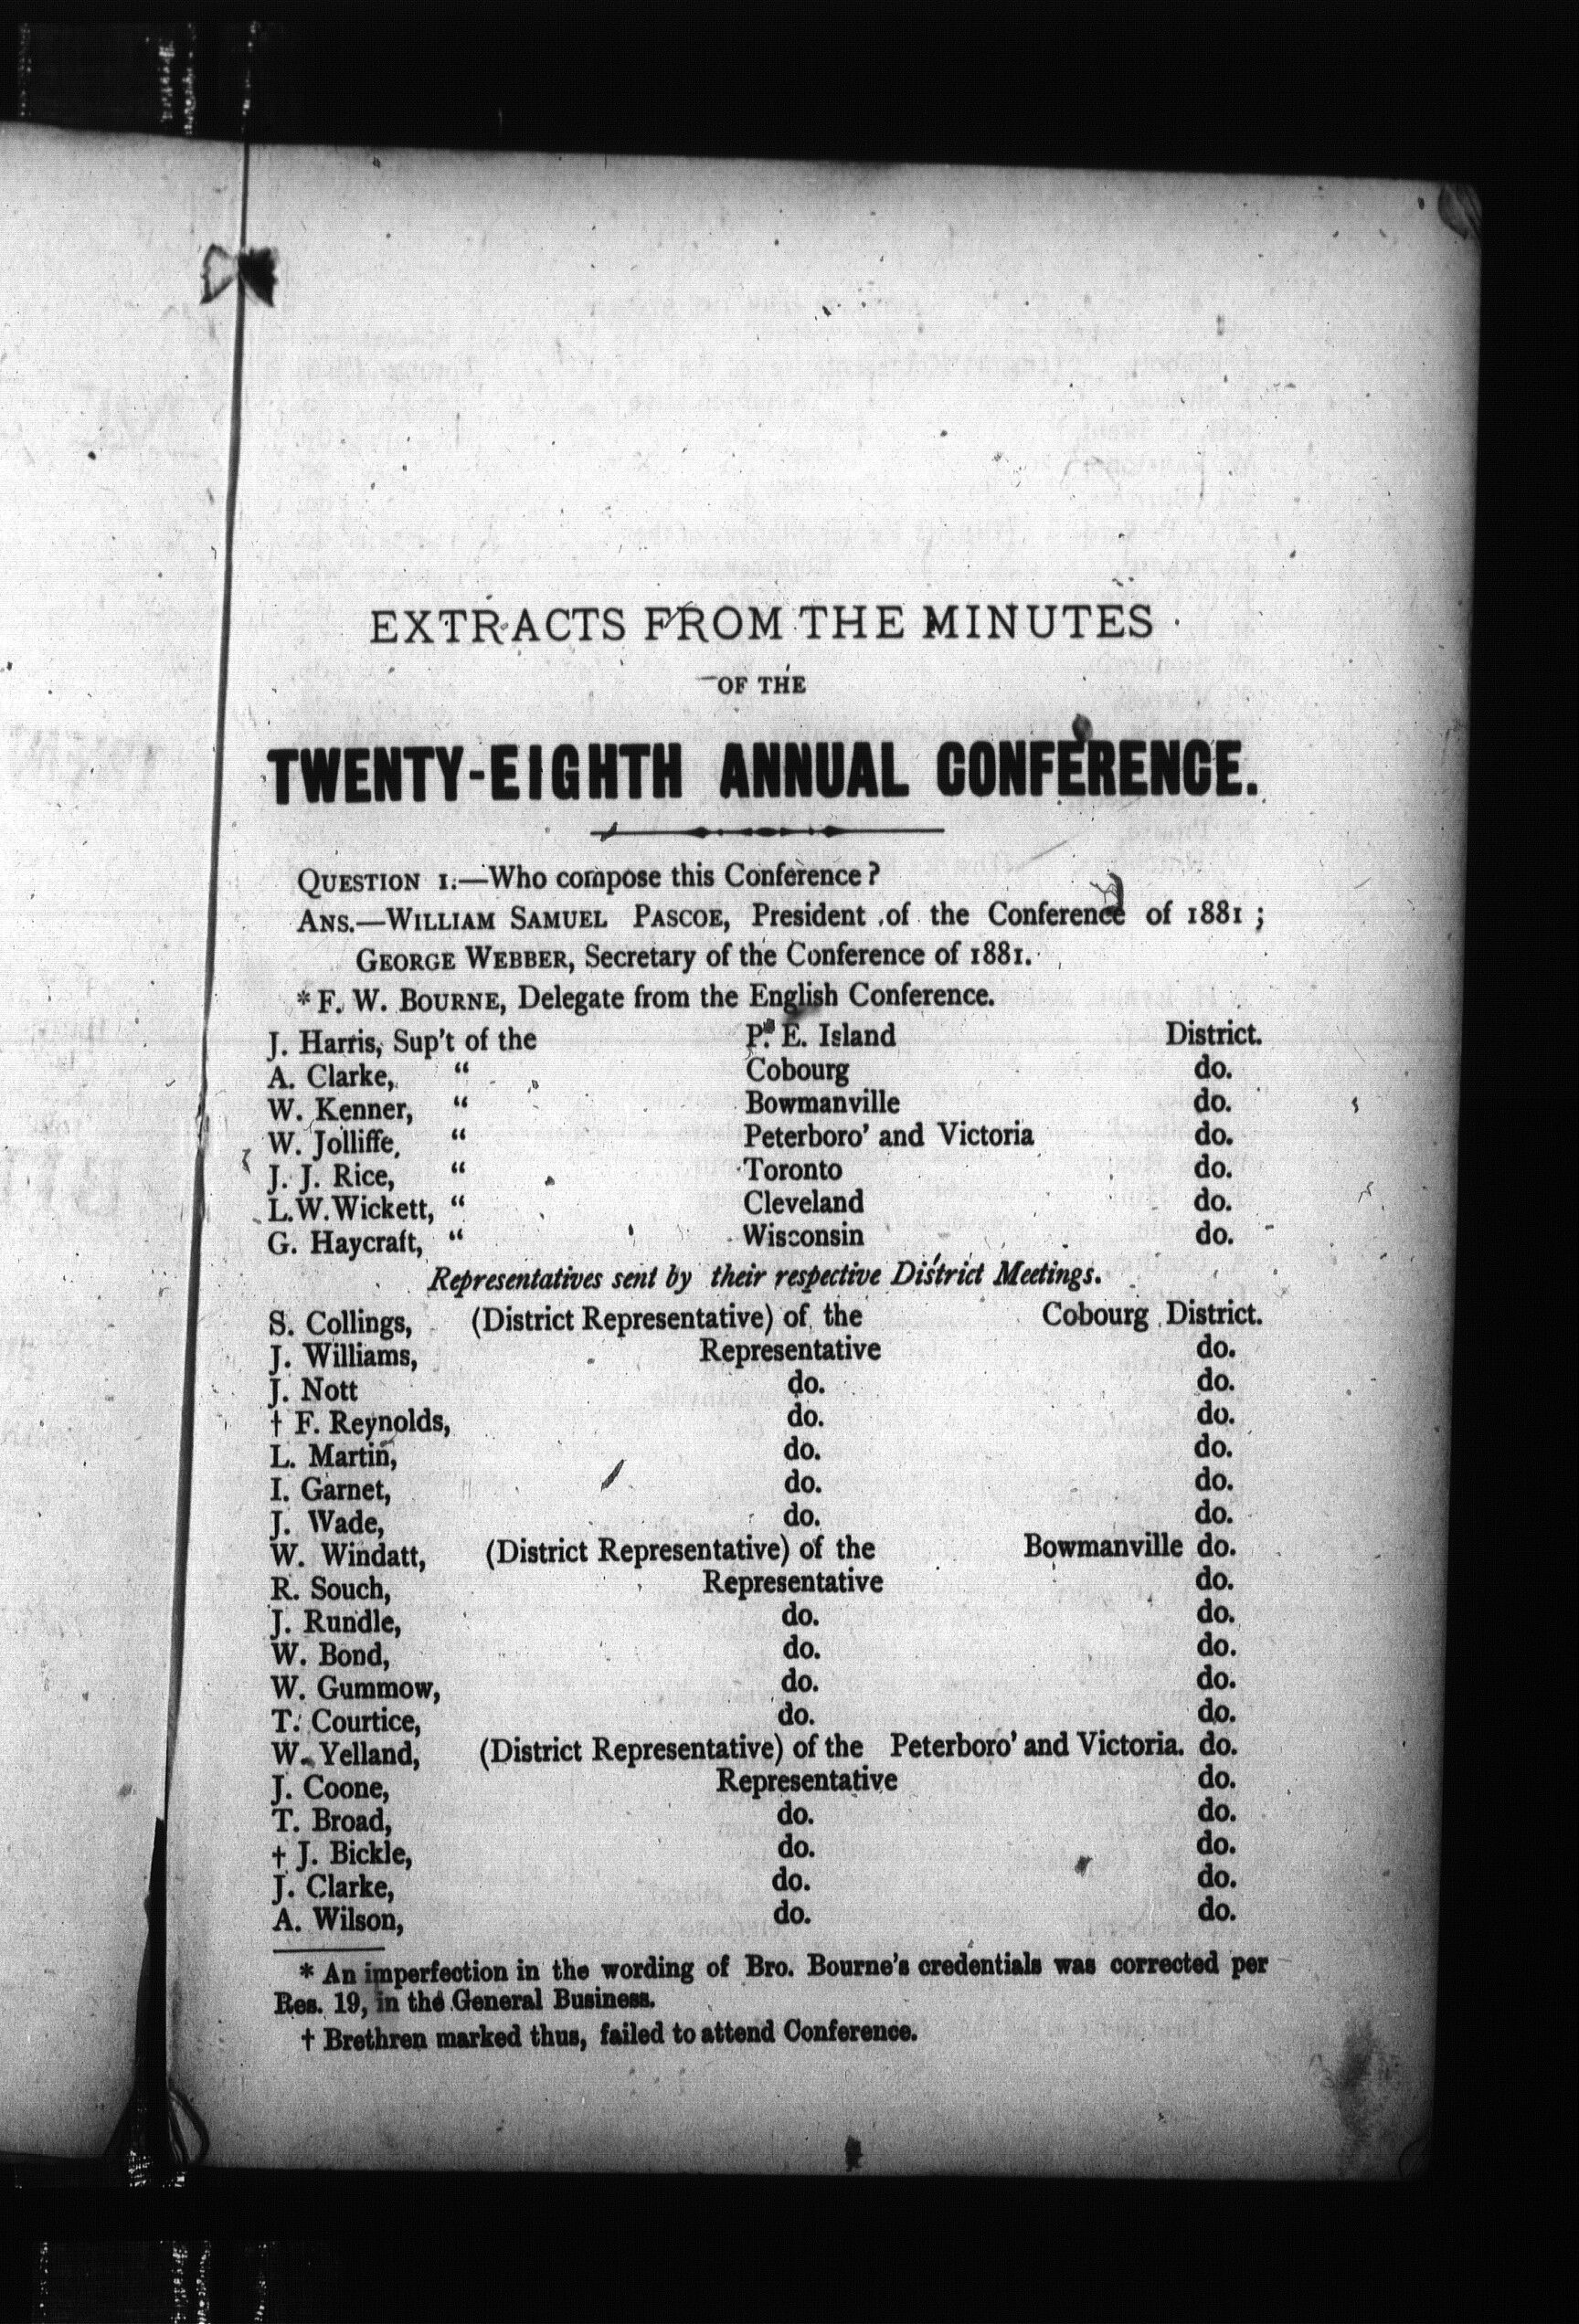 EXTRACTS FROM THE MINUTES
OF THE
TWENTY-EIGHTH ANNUAL CONFERENCE.
QUESTION 1.—Who compose this Conference?
ANS.—WILLIAM SAMUEL PASCOE, President of the Conference of 1881;
GEORGE WEBBER, Secretary of the Conference of 1881.
* F. W. BOURNE, Delegate from the English Conference.
J. Harris, Sup't of the P. E. Island District.
A. Clarke, " Cobourg do.
W. Kenner, " Bowmanville do.
W. Jolliffe, " Peterboro' and Victoria do.
J. J. Rice, " Toronto do.
L.W.Wickett, " Cleveland do.
G. Haycraft, " Wisconsin do.
Representatives sent by their respective District Meetings.
S. Collings, (District Representative) of the Cobourg District.
J. Williams, Representative do.
J. Nott do. do.
† F. Reynolds, do. do.
L. Martin, do. do.
I. Garnet, do. do.
J. Wade, do. do.
W. Windatt, (District Representative) of the Bowmanville do.
R. Souch, Representative do.
J. Rundle, do. do.
W. Bond, do. do.
W. Gummow, do. do.
T. Courtice, do. do.
W. Yelland, (District Representative) of the Peterboro' and Victoria. do.
J. Coone, Representative do.
T. Broad, do. do.
† J. Bickle, do. do.
J. Clarke, do. do.
A. Wilson, do. do.
* An imperfection in the wording of Bro. Bourne's credentials was corrected per
Res. 19, in the General Business.
† Brethren marked thus, failed to attend Conference.